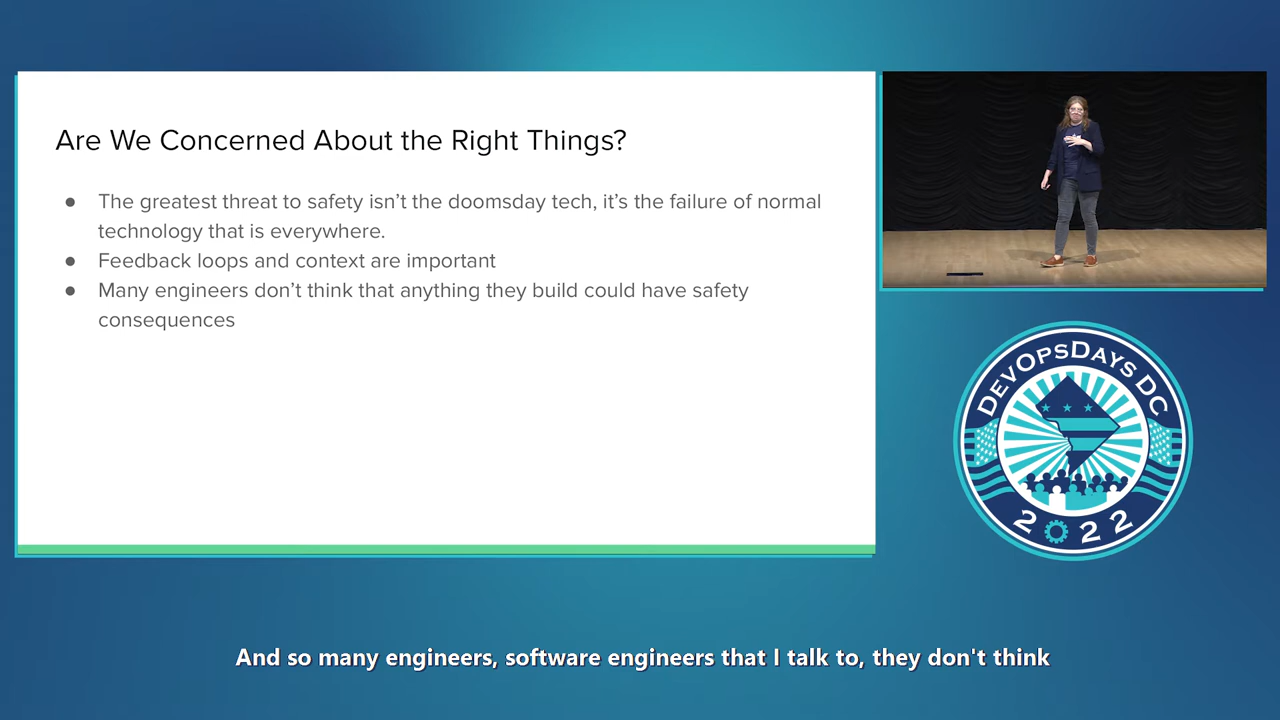 Are We Concerned About the Right Things?
● The greatest threat to safety isn’t the doomsday tech, it’s the failure of normal
technology that is everywhere.
● Feedback loops and context are important
● Many engineers don’t think that anything they build could have safety
consequences
DEVOPSDAYS DC
2022
And so many engineers, software engineers that I talk to, they don't think